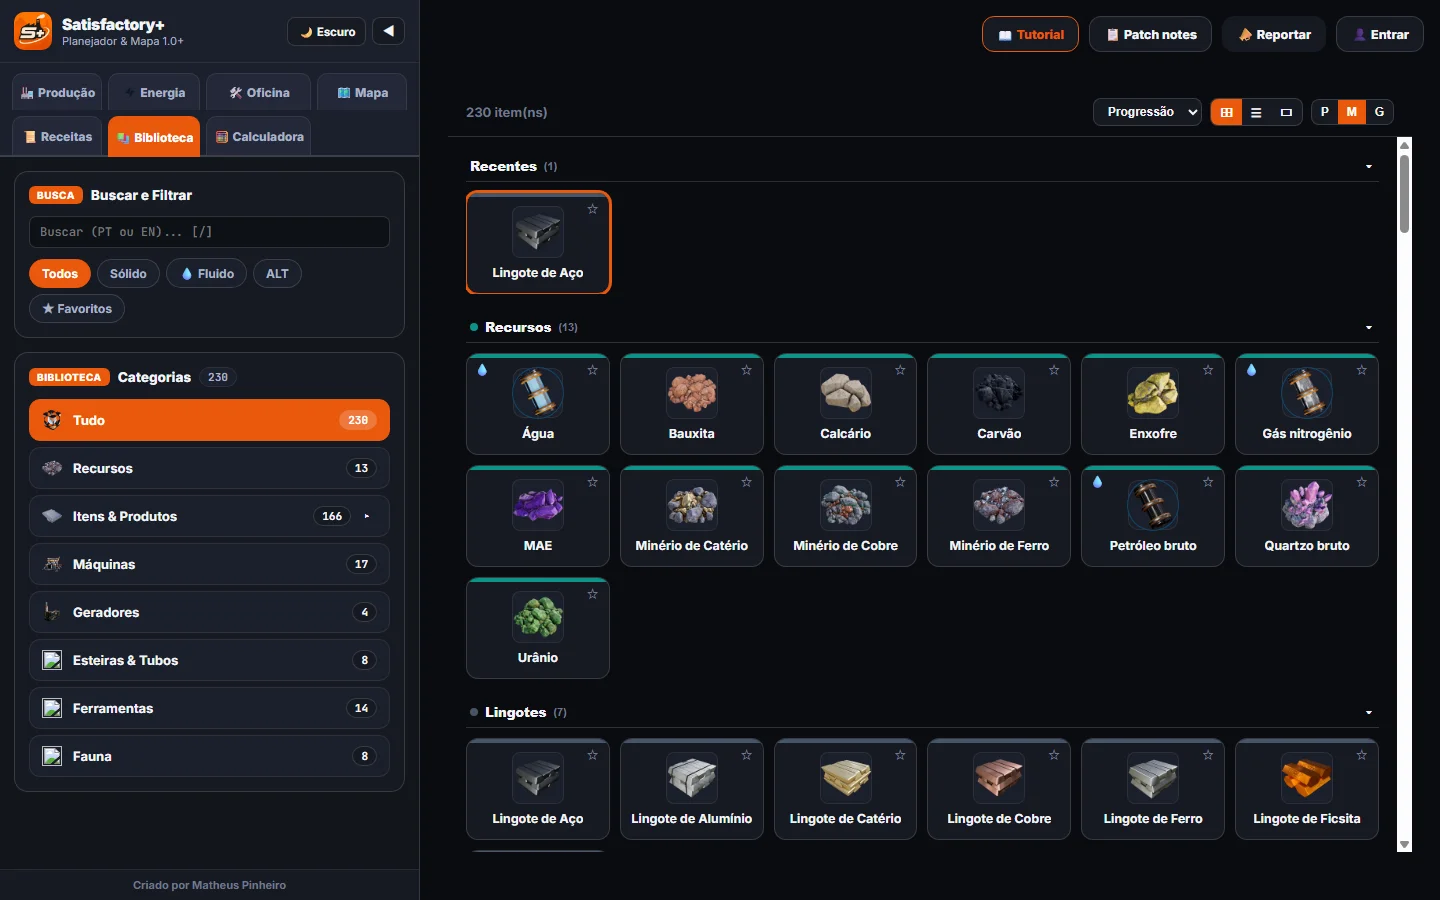 Satisfactory+
Planejador & Mapa 1.0+
Escuro
Tutorial
Patch notes
Reportar
Entrar
Produção
Energia
Oficina
Mapa
Receitas
Biblioteca
Calculadora
BUSCA Buscar e Filtrar
Buscar (PT ou EN)... [/]
Todos
Sólido
Fluido
ALT
★ Favoritos
BIBLIOTECA Categorias 230
Tudo 230
Recursos 13
Itens & Produtos 166
Máquinas 17
Geradores 4
Esteiras & Tubos 8
Ferramentas 14
Fauna 8
Criado por Matheus Pinheiro
230 item(ns)
Progressão
P M G
Recentes (1)
Lingote de Aço
Recursos (13)
Água
Bauxita
Calcário
Carvão
Enxofre
Gás nitrogênio
MAE
Minério de Catério
Minério de Cobre
Minério de Ferro
Petróleo bruto
Quartzo bruto
Urânio
Lingotes (7)
Lingote de Aço
Lingote de Alumínio
Lingote de Catério
Lingote de Cobre
Lingote de Ferro
Lingote de Ficsita